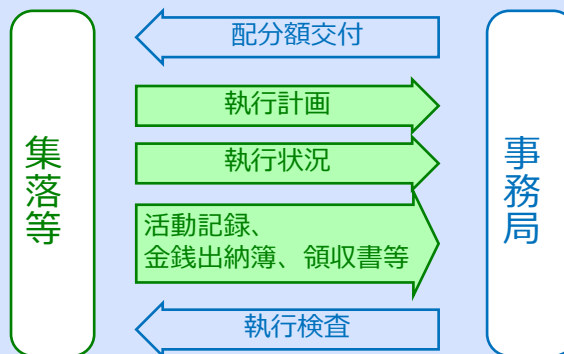 集落等
配分額交付
執行計画
執行状況
活動記録、
金銭出納簿、領収書等
執行検査
事務局